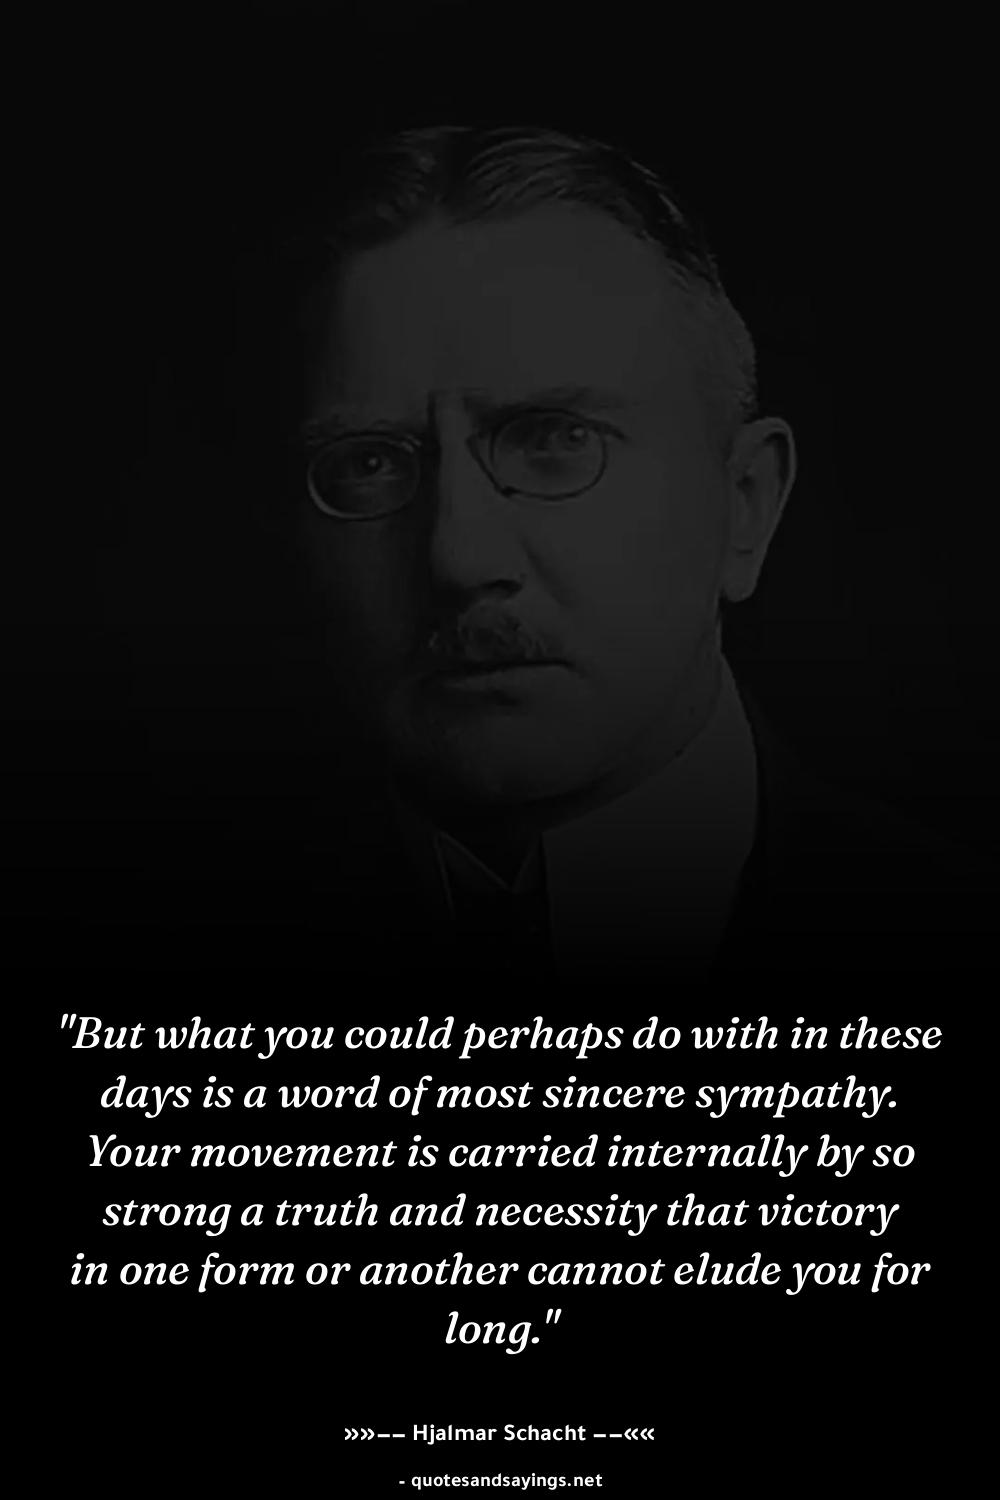 "But what you could perhaps do with in these
days is a word of most sincere sympathy.
Your movement is carried internally by so
strong a truth and necessity that victory
in one form or another cannot elude you for
long."
»»−− Hjalmar Schacht −−««
- quotesandsayings.net